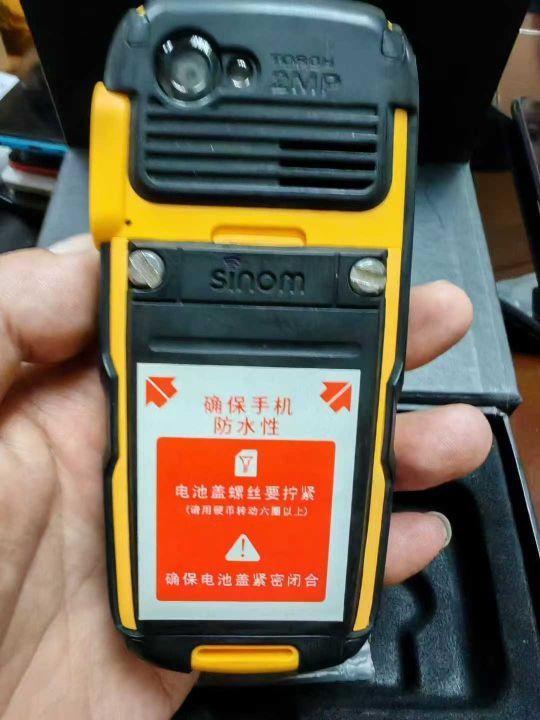 TORCH
2MP
sinom
确保手机
防水性
电池盖螺丝要拧紧
(请用硬币转动六圈以上)
确保电池盖紧密闭合